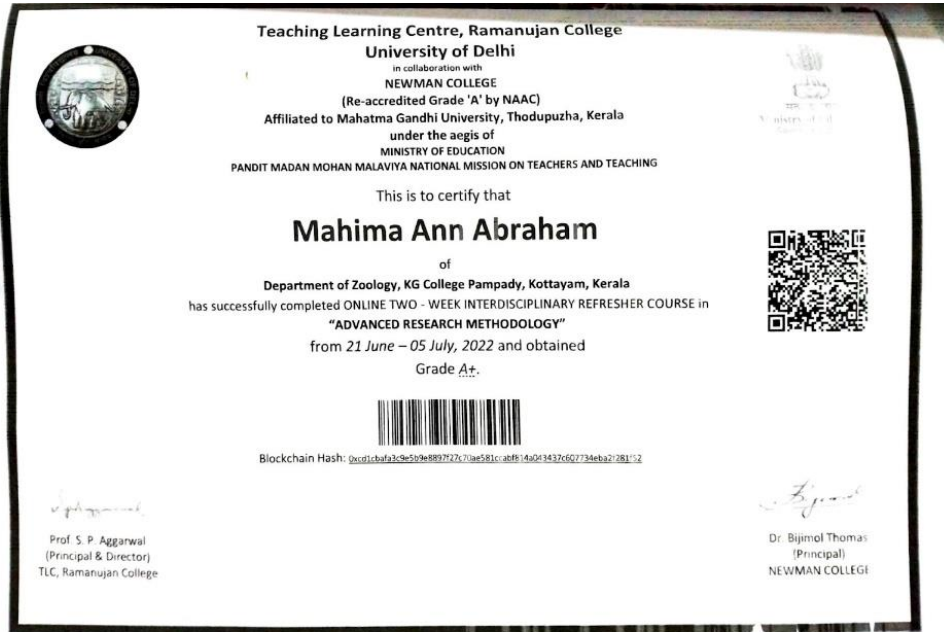 Teaching Learning Centre, Ramanujan College
University of Delhi
in collaboration with
NEWMAN COLLEGE
(Re-accredited Grade 'A' by NAAC)
Affiliated to Mahatma Gandhi University, Thodupuzha, Kerala
under the aegis of
MINISTRY OF EDUCATION
PANDIT MADAN MOHAN MALAVIYA NATIONAL MISSION ON TEACHERS AND TEACHING
This is to certify that
Mahima Ann Abraham
of
Department of Zoology, KG College Pampady, Kottayam, Kerala
has successfully completed ONLINE TWO - WEEK INTERDISCIPLINARY REFRESHER COURSE in
"ADVANCED RESEARCH METHODOLOGY"
from 21 June – 05 July, 2022 and obtained
Grade A+.
Blockchain Hash:
Prof. S. P. Aggarwal
(Principal & Director)
TLC, Ramanujan College
Dr. Bijimol Thomas
(Principal)
NEWMAN COLLEGE